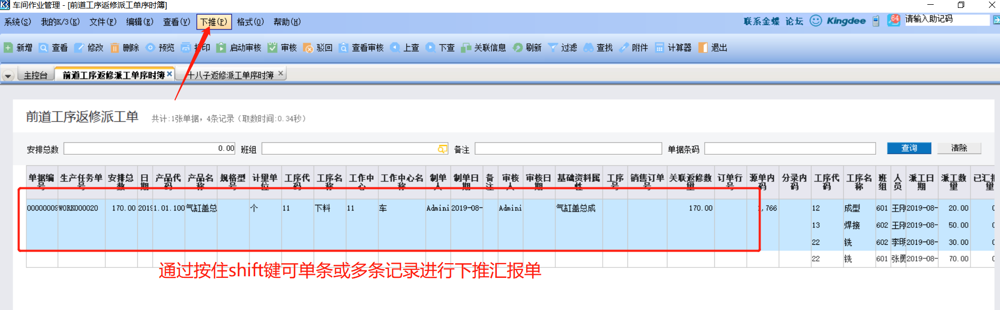 车间作业管理 - [前道工序返修派工单序时簿]
系统(S) 我的K/3(K) 文件(F) 编辑(E) 查看(V) 下推(P) 格式(O) 帮助(H) 联系金蝶 论坛 Kingdee 64 请输入助记码
新增 查看 修改 删除 预览 打印 启动审核 审核 驳回 查看审核 上查 下查 关联信息 刷新 过滤 查找 附件 计算器 退出
主控台 前道工序返修派工单序时簿 十八子返修派工单序时簿
前道工序返修派工单 共计:1张单据，4条记录（取数时间:0.34秒）
安排总数 0.00 班组 备注 单据条码 查询 清除
单据编号 生产任务单号 安排总数 日期 产品代码 产品名称 规格型号 计量单位 工序代码 工序名称 工作中心 工作中心名称 制单人 制单日期 备注 审核人 审核日期 基础资料属性 工序号 销售订单号 关联返修数量 订单行号 源单内码 分录内码 工序代码 工序名称 班组 人员 派工日期 派工数量 已汇报量
00000009 WORK000020 170.00 2019 1.01.100 气缸盖总 个 11 下料 11 车 Admini 2019-08- Admini 气缸盖总成 170.00 1,766 12 成型 601 王刚 2019-08- 20.00
13 焊接 602 王刚 2019-08- 50.00
22 铣 602 李明 2019-08- 30.00
22 铣 601 张勇 2019-08- 70.00
通过按住shift键可单条或多条记录进行下推汇报单